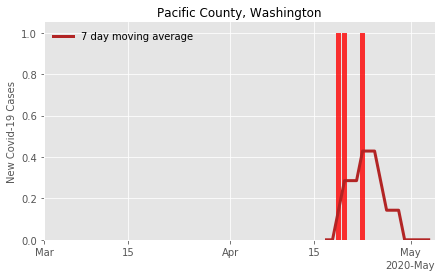 Pacific County, Washington
7 day moving average
New Covid-19 Cases
1.0
0.8
0.6
0.4
0.2
0.0
Mar 15 Apr 15 May
2020-May